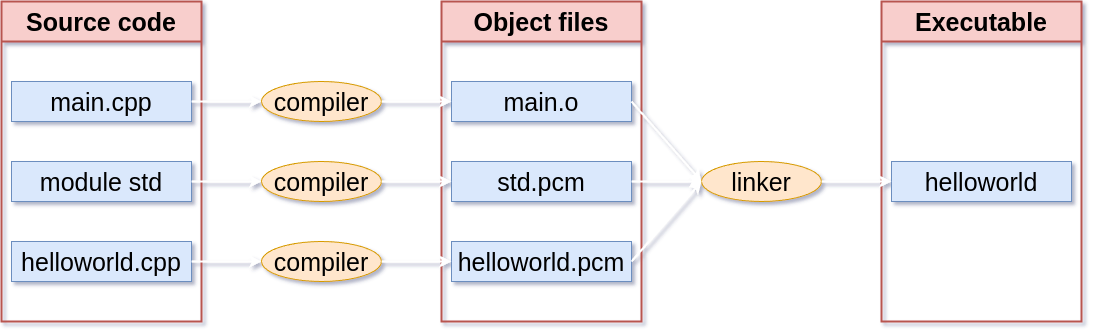 Source code
Object files
Executable
main.cpp
compiler
main.o
module std
compiler
std.pcm
linker
helloworld
helloworld.cpp
compiler
helloworld.pcm